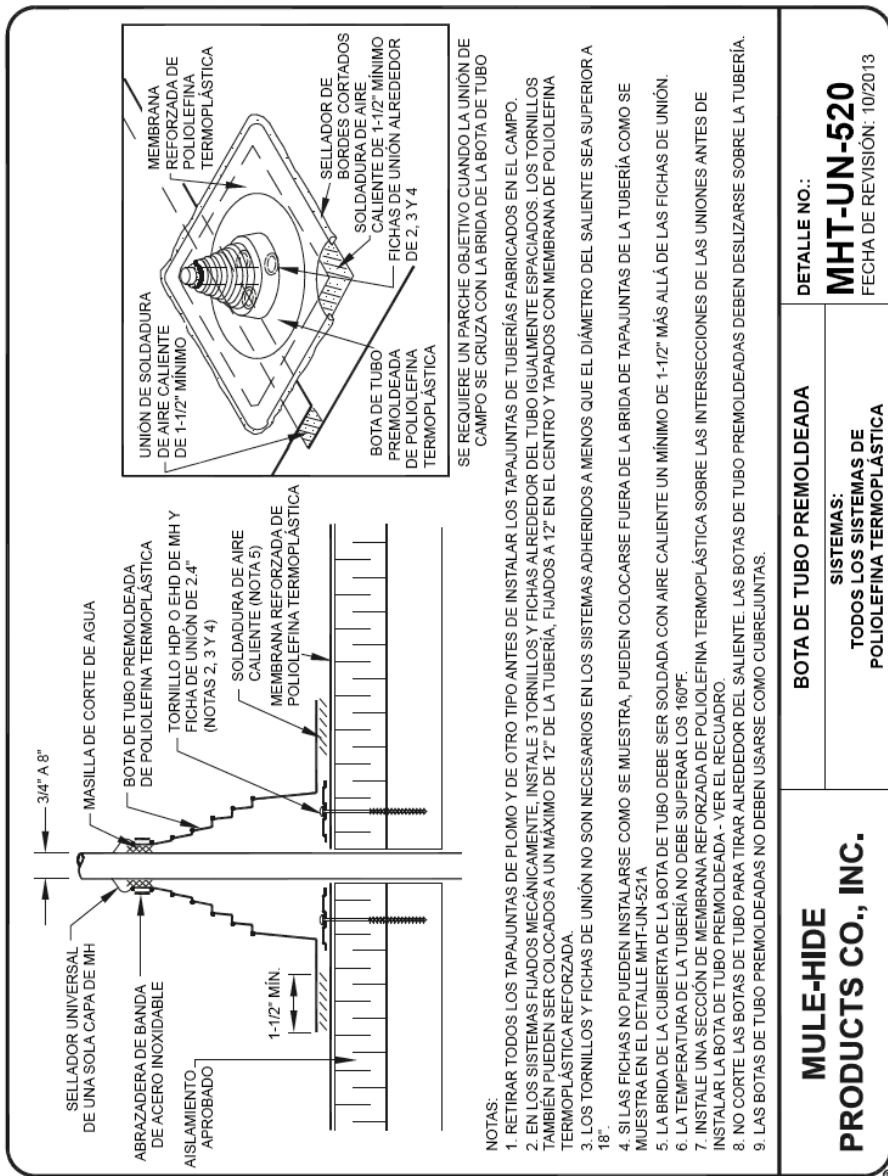 3/4" A 8"
SELLADOR UNIVERSAL
DE UNA SOLA CAPA DE MH
ABRAZADERA DE BANDA
DE ACERO INOXIDABLE
AISLAMIENTO
APROBADO
1-1/2" MÍN.
MASILLA DE CORTE DE AGUA
BOTA DE TUBO PREMOLDEADA
DE POLIOLEFINA TERMOPLÁSTICA
TORNILLO HDP O EHD DE MH Y
FICHA DE UNIÓN DE 2.4"
(NOTAS 2, 3 Y 4)
SOLDADURA DE AIRE
CALIENTE (NOTA 5)
MEMBRANA REFORZADA DE
POLIOLEFINA TERMOPLÁSTICA
UNIÓN DE SOLDADURA
DE AIRE CALIENTE
DE 1-1/2" MÍNIMO
MEMBRANA
REFORZADA DE
POLIOLEFINA
TERMOPLÁSTICA
BOTA DE TUBO
PREMOLDEADA
DE POLIOLEFINA
TERMOPLÁSTICA
SELLADOR DE
BORDES CORTADOS
SOLDADURA DE AIRE
CALIENTE DE 1-1/2" MÍNIMO
FICHAS DE UNIÓN ALREDEDOR
DE 2, 3 Y 4
SE REQUIERE UN PARCHE OBJETIVO CUANDO LA UNIÓN DE
CAMPO SE CRUZA CON LA BRIDA DE LA BOTA DE TUBO
NOTAS:
1. RETIRAR TODOS LOS TAPAJUNTAS DE PLOMO Y DE OTRO TIPO ANTES DE INSTALAR LOS TAPAJUNTAS DE TUBERÍAS FABRICADOS EN EL CAMPO.
2. EN LOS SISTEMAS FIJADOS MECÁNICAMENTE, INSTALE 3 TORNILLOS Y FICHAS ALREDEDOR DEL TUBO IGUALMENTE ESPACIADOS. LOS TORNILLOS
TAMBIÉN PUEDEN SER COLOCADOS A UN MÁXIMO DE 12" DE LA TUBERÍA, FIJADOS A 12" EN EL CENTRO Y TAPADOS CON MEMBRANA DE POLIOLEFINA
TERMOPLÁSTICA REFORZADA.
3. LOS TORNILLOS Y FICHAS DE UNIÓN NO SON NECESARIOS EN LOS SISTEMAS ADHERIDOS A MENOS QUE EL DIÁMETRO DEL SALIENTE SEA SUPERIOR A
18".
4. SI LAS FICHAS NO PUEDEN INSTALARSE COMO SE MUESTRA, PUEDEN COLOCARSE FUERA DE LA BRIDA DE TAPAJUNTAS DE LA TUBERÍA COMO SE
MUESTRA EN EL DETALLE MHT-UN-521A
5. LA BRIDA DE LA CUBIERTA DE LA BOTA DE TUBO DEBE SER SOLDADA CON AIRE CALIENTE UN MÍNIMO DE 1-1/2" MÁS ALLÁ DE LAS FICHAS DE UNIÓN.
6. LA TEMPERATURA DE LA TUBERÍA NO DEBE SUPERAR LOS 160°F.
7. INSTALE UNA SECCIÓN DE MEMBRANA REFORZADA DE POLIOLEFINA TERMOPLÁSTICA SOBRE LAS INTERSECCIONES DE LAS UNIONES ANTES DE
INSTALAR LA BOTA DE TUBO PREMOLDEADA - VER EL RECUADRO.
8. NO CORTE LAS BOTAS DE TUBO PARA TIRAR ALREDEDOR DEL SALIENTE. LAS BOTAS DE TUBO PREMOLDEADAS DEBEN DESLIZARSE SOBRE LA TUBERÍA.
9. LAS BOTAS DE TUBO PREMOLDEADAS NO DEBEN USARSE COMO CUBREJUNTAS.
MULE-HIDE
PRODUCTS CO., INC.
BOTA DE TUBO PREMOLDEADA
SISTEMAS:
TODOS LOS SISTEMAS DE
POLIOLEFINA TERMOPLÁSTICA
DETALLE NO.:
MHT-UN-520
FECHA DE REVISIÓN: 10/2013